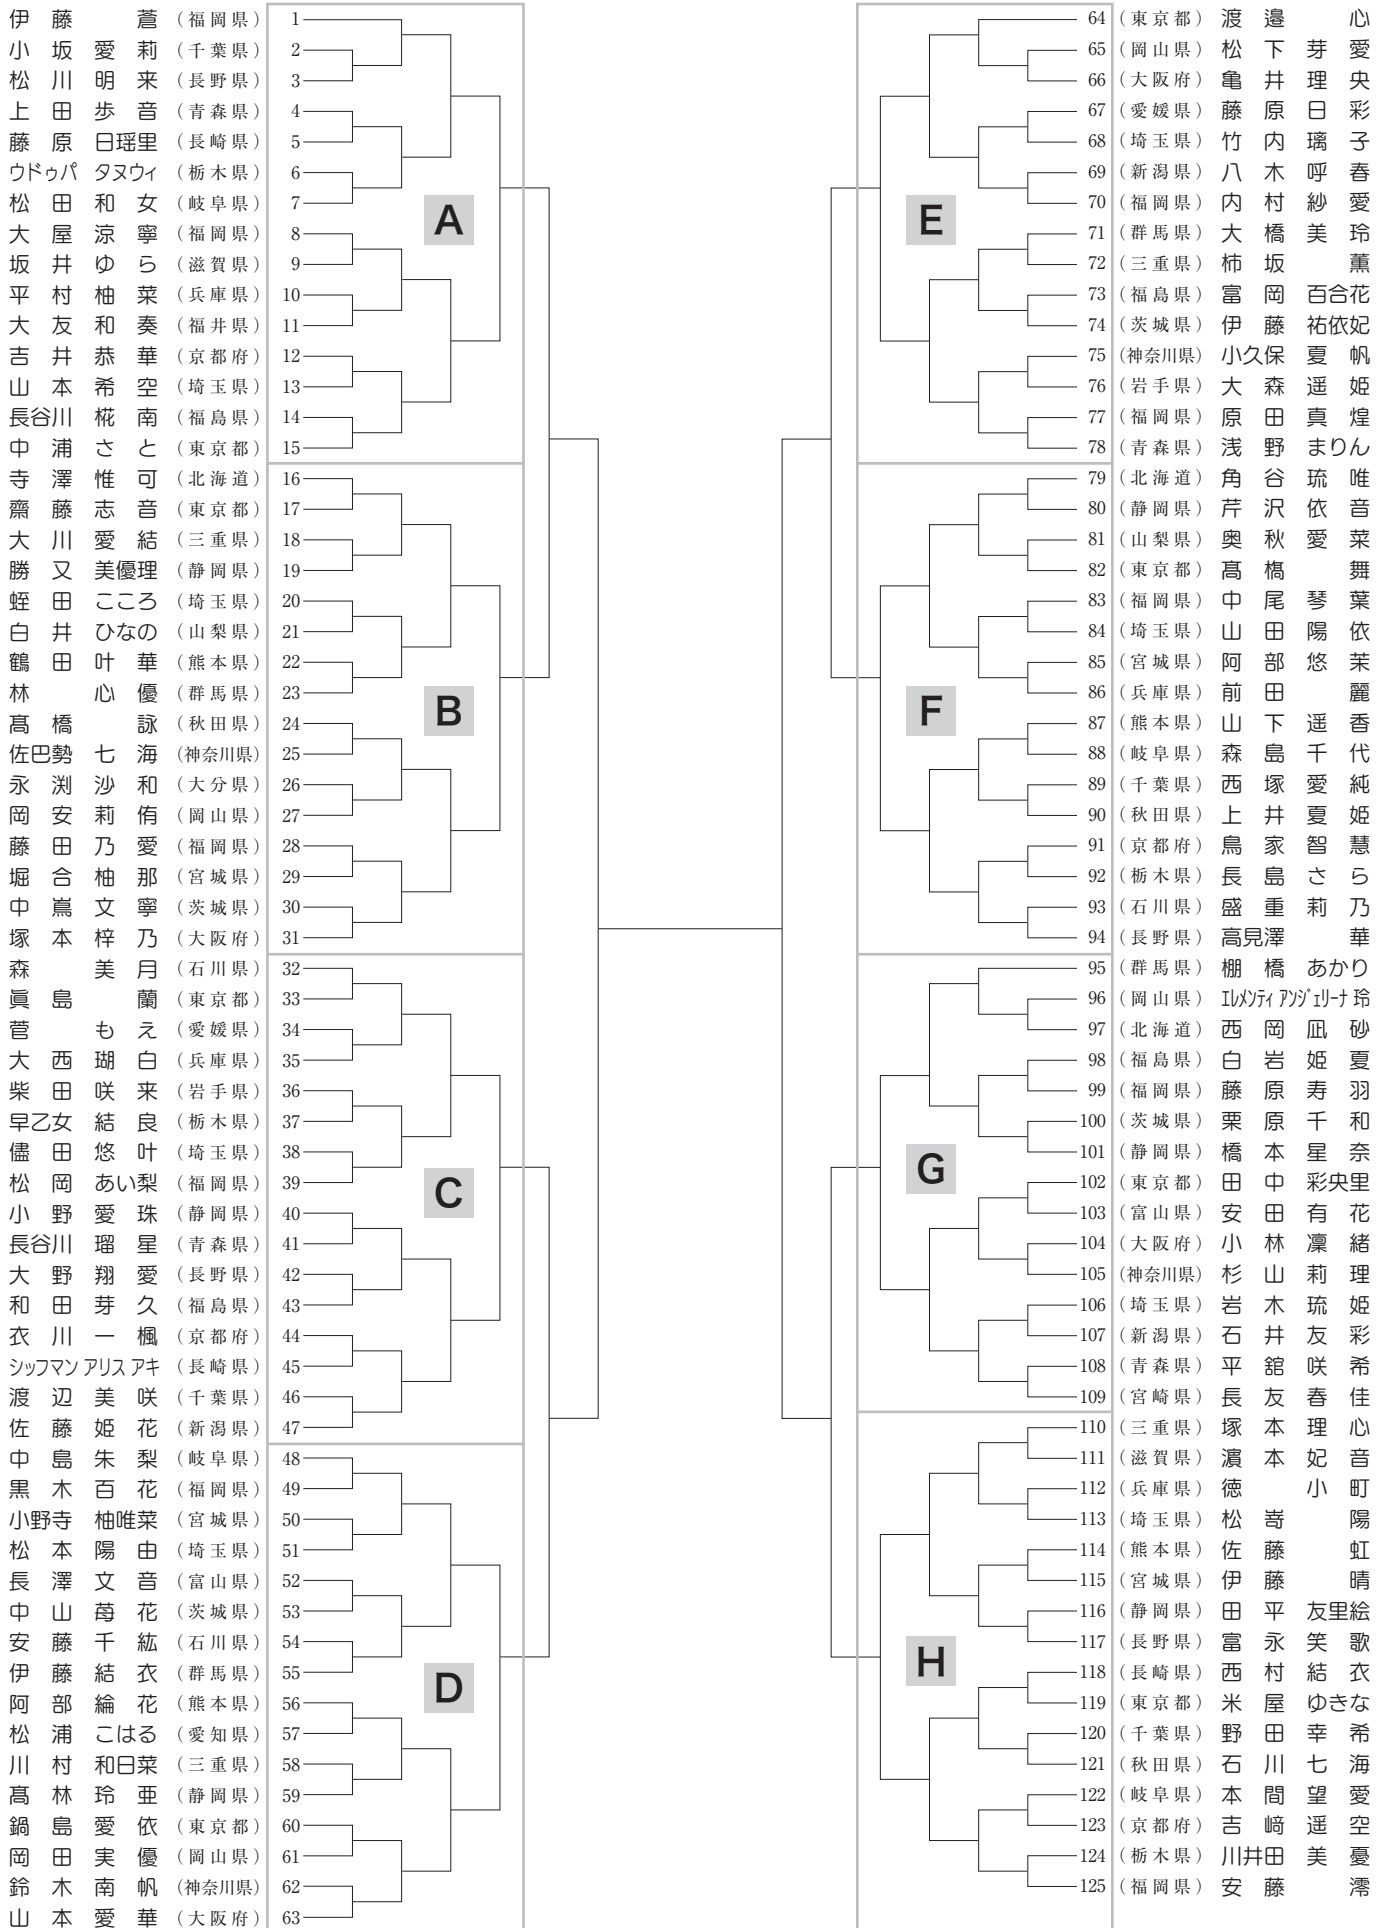 伊藤 蒼 (福岡県) 1
小坂 愛莉 (千葉県) 2
松川 明来 (長野県) 3
上田 歩音 (青森県) 4
藤原 日瑶里 (長崎県) 5
ウドゥパ タヌウィ (栃木県) 6
松田 和女 (岐阜県) 7
大屋 涼寧 (福岡県) 8
坂井 ゆら (滋賀県) 9
平村 柚菜 (兵庫県) 10
大友 和奏 (福井県) 11
吉井 恭華 (京都府) 12
山本 希空 (埼玉県) 13
長谷川 椛南 (福島県) 14
中浦 さと (東京都) 15
A
寺澤 惟可 (北海道) 16
齋藤 志音 (東京都) 17
大川 愛結 (三重県) 18
勝又 美優理 (静岡県) 19
蛭田 こころ (埼玉県) 20
白井 ひなの (山梨県) 21
鶴田 叶華 (熊本県) 22
林 心優 (群馬県) 23
髙橋 詠 (秋田県) 24
佐巴勢 七海 (神奈川県) 25
永渕 沙和 (大分県) 26
岡安 莉侑 (岡山県) 27
藤田 乃愛 (福岡県) 28
堀合 柚那 (宮城県) 29
中嶌 文寧 (茨城県) 30
塚本 梓乃 (大阪府) 31
B
森 美月 (石川県) 32
眞島 蘭 (東京都) 33
菅 もえ (愛媛県) 34
大西 瑚白 (兵庫県) 35
柴田 咲来 (岩手県) 36
早乙女 結良 (栃木県) 37
儘田 悠叶 (埼玉県) 38
松岡 あい梨 (福岡県) 39
小野 愛珠 (静岡県) 40
長谷川 瑠星 (青森県) 41
大野 翔愛 (長野県) 42
和田 芽久 (福島県) 43
衣川 一楓 (京都府) 44
シッフマン アリス アキ (長崎県) 45
渡辺 美咲 (千葉県) 46
佐藤 姫花 (新潟県) 47
C
中島 朱梨 (岐阜県) 48
黒木 百花 (福岡県) 49
小野寺 柚唯菜 (宮城県) 50
松本 陽由 (埼玉県) 51
長澤 文音 (富山県) 52
中山 苺花 (茨城県) 53
安藤 千紘 (石川県) 54
伊藤 結衣 (群馬県) 55
阿部 綸花 (熊本県) 56
松浦 こはる (愛知県) 57
川村 和日菜 (三重県) 58
髙林 玲亜 (静岡県) 59
鍋島 愛依 (東京都) 60
岡田 実優 (岡山県) 61
鈴木 南帆 (神奈川県) 62
山本 愛華 (大阪府) 63
D
64 (東京都) 渡邉 心
65 (岡山県) 松下 芽愛
66 (大阪府) 亀井 理央
67 (愛媛県) 藤原 日彩
68 (埼玉県) 竹内 璃子
69 (新潟県) 八木 呼春
70 (福岡県) 内村 紗愛
71 (群馬県) 大橋 美玲
72 (三重県) 柿坂 薫
73 (福島県) 富岡 百合花
74 (茨城県) 伊藤 祐依妃
75 (神奈川県) 小久保 夏帆
76 (岩手県) 大森 遥姫
77 (福岡県) 原田 真煌
78 (青森県) 浅野 まりん
E
79 (北海道) 角谷 琉唯
80 (静岡県) 芹沢 依音
81 (山梨県) 奥秋 愛菜
82 (東京都) 髙𣘺 舞
83 (福岡県) 中尾 琴葉
84 (埼玉県) 山田 陽依
85 (宮城県) 阿部 悠茉
86 (兵庫県) 前田 麗
87 (熊本県) 山下 遥香
88 (岐阜県) 森島 千代
89 (千葉県) 西塚 愛純
90 (秋田県) 上井 夏姫
91 (京都府) 鳥家 智慧
92 (栃木県) 長島 さら
93 (石川県) 盛重 莉乃
94 (長野県) 高見澤 華
F
95 (群馬県) 棚橋 あかり
96 (岡山県) エレメンティ アンジェリーナ 玲
97 (北海道) 西岡 凪砂
98 (福島県) 白岩 姫夏
99 (福岡県) 藤原 寿羽
100 (茨城県) 栗原 千和
101 (静岡県) 橋本 星奈
102 (東京都) 田中 彩央里
103 (富山県) 安田 有花
104 (大阪府) 小林 凜緒
105 (神奈川県) 杉山 莉理
106 (埼玉県) 岩木 琉姫
107 (新潟県) 石井 友彩
108 (青森県) 平舘 咲希
109 (宮崎県) 長友 春佳
G
110 (三重県) 塚本 理心
111 (滋賀県) 濵本 妃音
112 (兵庫県) 徳 小町
113 (埼玉県) 松嵜 陽
114 (熊本県) 佐藤 虹
115 (宮城県) 伊藤 晴
116 (静岡県) 田平 友里絵
117 (長野県) 富永 笑歌
118 (長崎県) 西村 結衣
119 (東京都) 米屋 ゆきな
120 (千葉県) 野田 幸希
121 (秋田県) 石川 七海
122 (岐阜県) 本間 望愛
123 (京都府) 吉﨑 遥空
124 (栃木県) 川井田 美憂
125 (福岡県) 安藤 澪
H